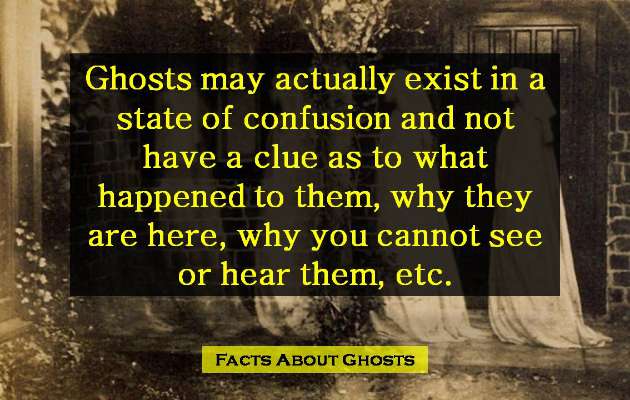 Ghosts may actually exist in a
state of confusion and not
have a clue as to what
happened to them, why they
are here, why you cannot see
or hear them, etc.
Facts About Ghosts